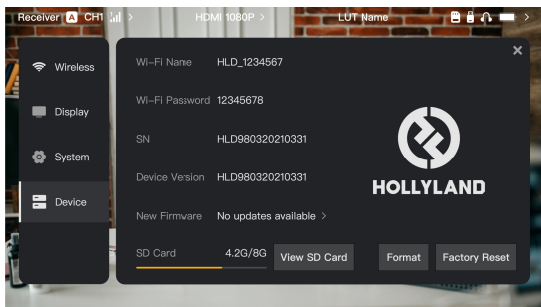 Receiver A CH1 HDMI 1080P > LUT Name >
Wireless
Display
System
Device
Wi-Fi Name HLD_1234567
Wi-Fi Password 12345678
SN HLD980320210331
Device Version HLD980320210331
New Firmware No updates available >
SD Card 4.2G/8G View SD Card Format Factory Reset
HOLLYLAND